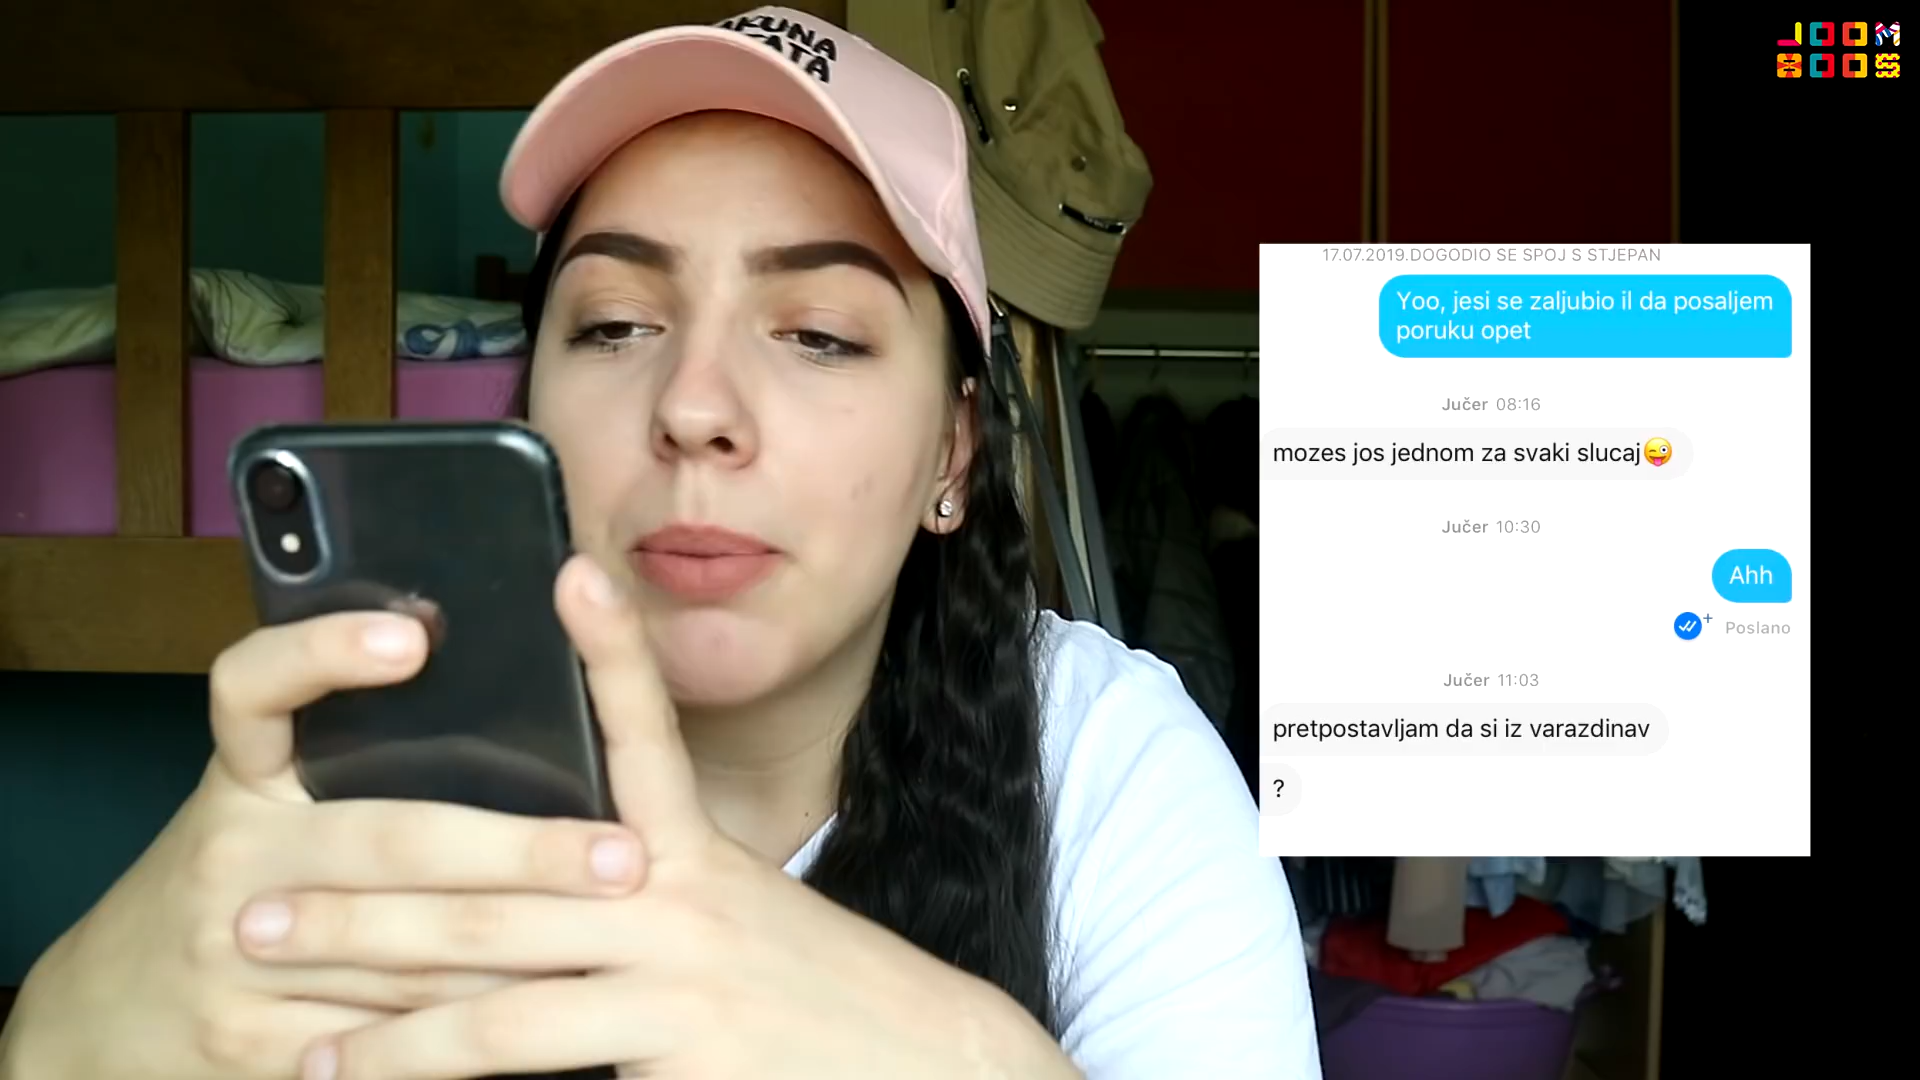 JOOM
BOOS
17.07.2019.DOGODIO SE SPOJ S STJEPAN
Yoo, jesi se zaljubio il da posaljem
poruku opet
Jučer 08:16
mozes jos jednom za svaki slucaj😜
Jučer 10:30
Ahh
Poslano
Jučer 11:03
pretpostavljam da si iz varazdinav
?